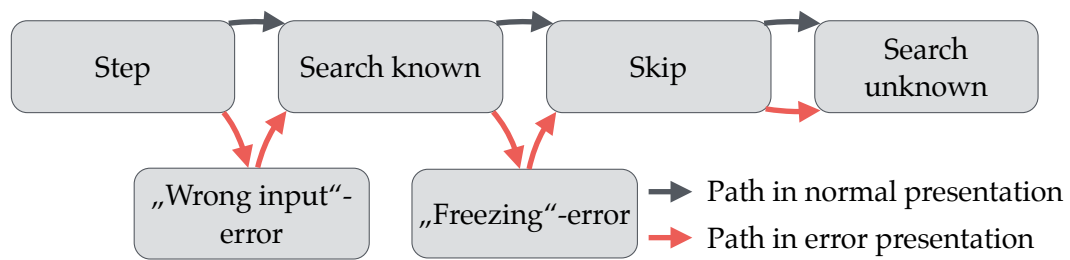 Step
Search known
Skip
Search
unknown
„Wrong input“-
error
„Freezing“-error
Path in normal presentation
Path in error presentation